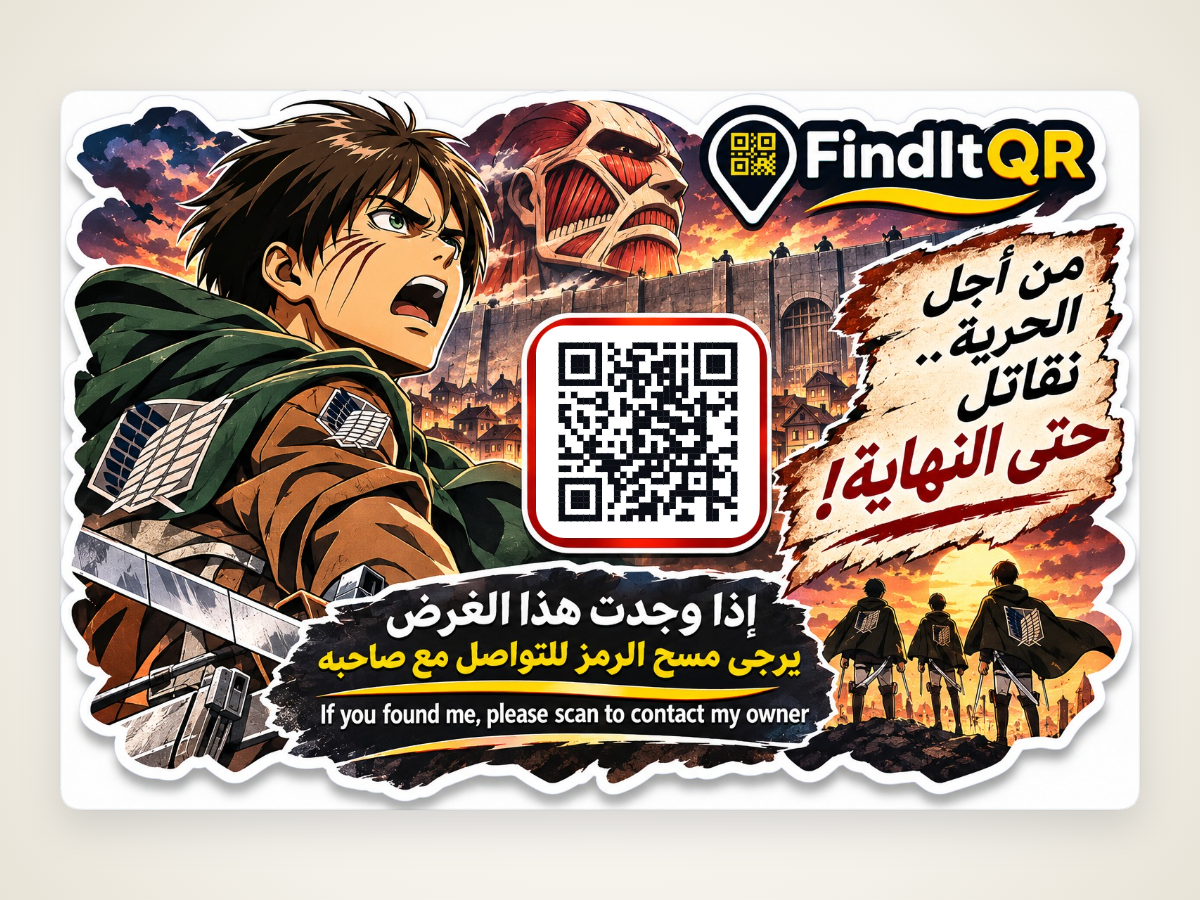 FindItQR
من أجل
الحرية..
نقاتل
حتى النهاية!
إذا وجدت هذا الغرض
يرجى مسح الرمز للتواصل مع صاحبه
If you found me, please scan to contact my owner